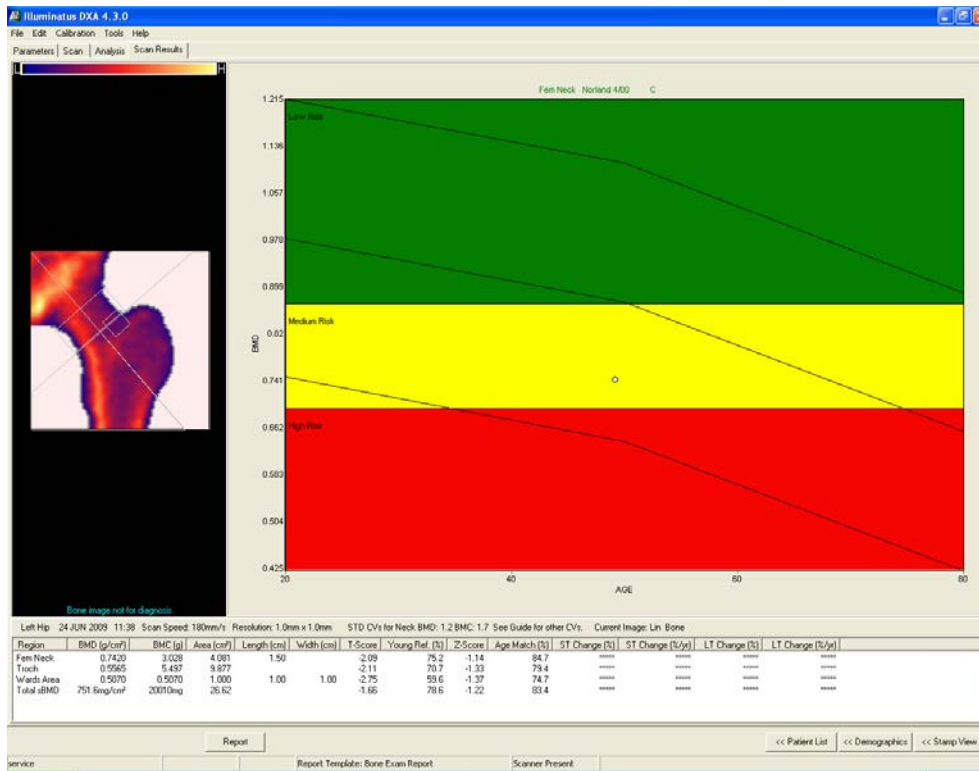 Illuminatus DXA 4.3.0
File Edit Calibration Tools Help
Parameters Scan Analysis Scan Results
L H
Fem Neck Norland 4/00 C
1.215
Low Risk
1.136
1.057
0.978
0.899
Medium Risk
0.82
BMD
0.741
0.662
High Risk
0.583
0.504
0.425
20 40 60 80
AGE
Bone image not for diagnosis
Left Hip 24 JUN 2009 11:38 Scan Speed: 180mm/s Resolution: 1.0mm x 1.0mm STD CVs for Neck BMD: 1.2 BMC: 1.7 See Guide for other CVs. Current Image: Lin Bone
Region BMD (g/cm²) BMC (g) Area (cm²) Length (cm) Width (cm) T-Score Young Ref. (%) Z-Score Age Match (%) ST Change (%) ST Change (%/yr) LT Change (%) LT Change (%/yr)
Fem Neck 0.7420 3.028 4.081 1.50 -2.09 75.2 -1.14 84.7 ***** ***** ***** *****
Troch 0.5565 5.497 9.877 -2.11 70.7 -1.33 79.4 ***** ***** ***** *****
Wards Area 0.5070 0.5070 1.000 1.00 1.00 -2.75 59.6 -1.37 74.7 ***** ***** ***** *****
Total sBMD 751.6mg/cm² 20010mg 26.62 -1.66 78.6 -1.22 83.4 ***** ***** ***** *****
Report << Patient List << Demographics << Stamp View
service Report Template: Bone Exam Report Scanner Present